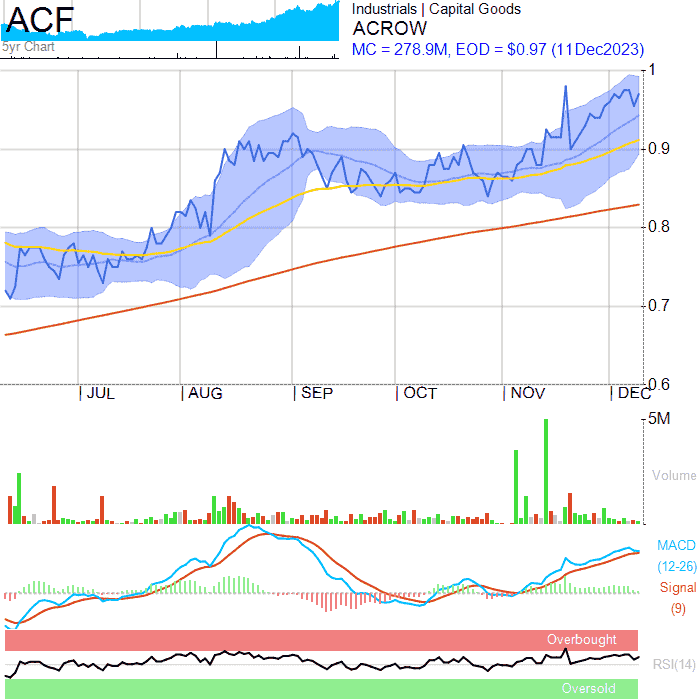 ACF
5yr Chart
Industrials | Capital Goods
ACROW
MC = 278.9M, EOD = $0.97 (11Dec2023)
1
0.9
0.8
0.7
0.6
| JUL | AUG | SEP | OCT | NOV | DEC
5M
Volume
MACD
(12-26)
Signal
(9)
Overbought
RSI(14)
Oversold